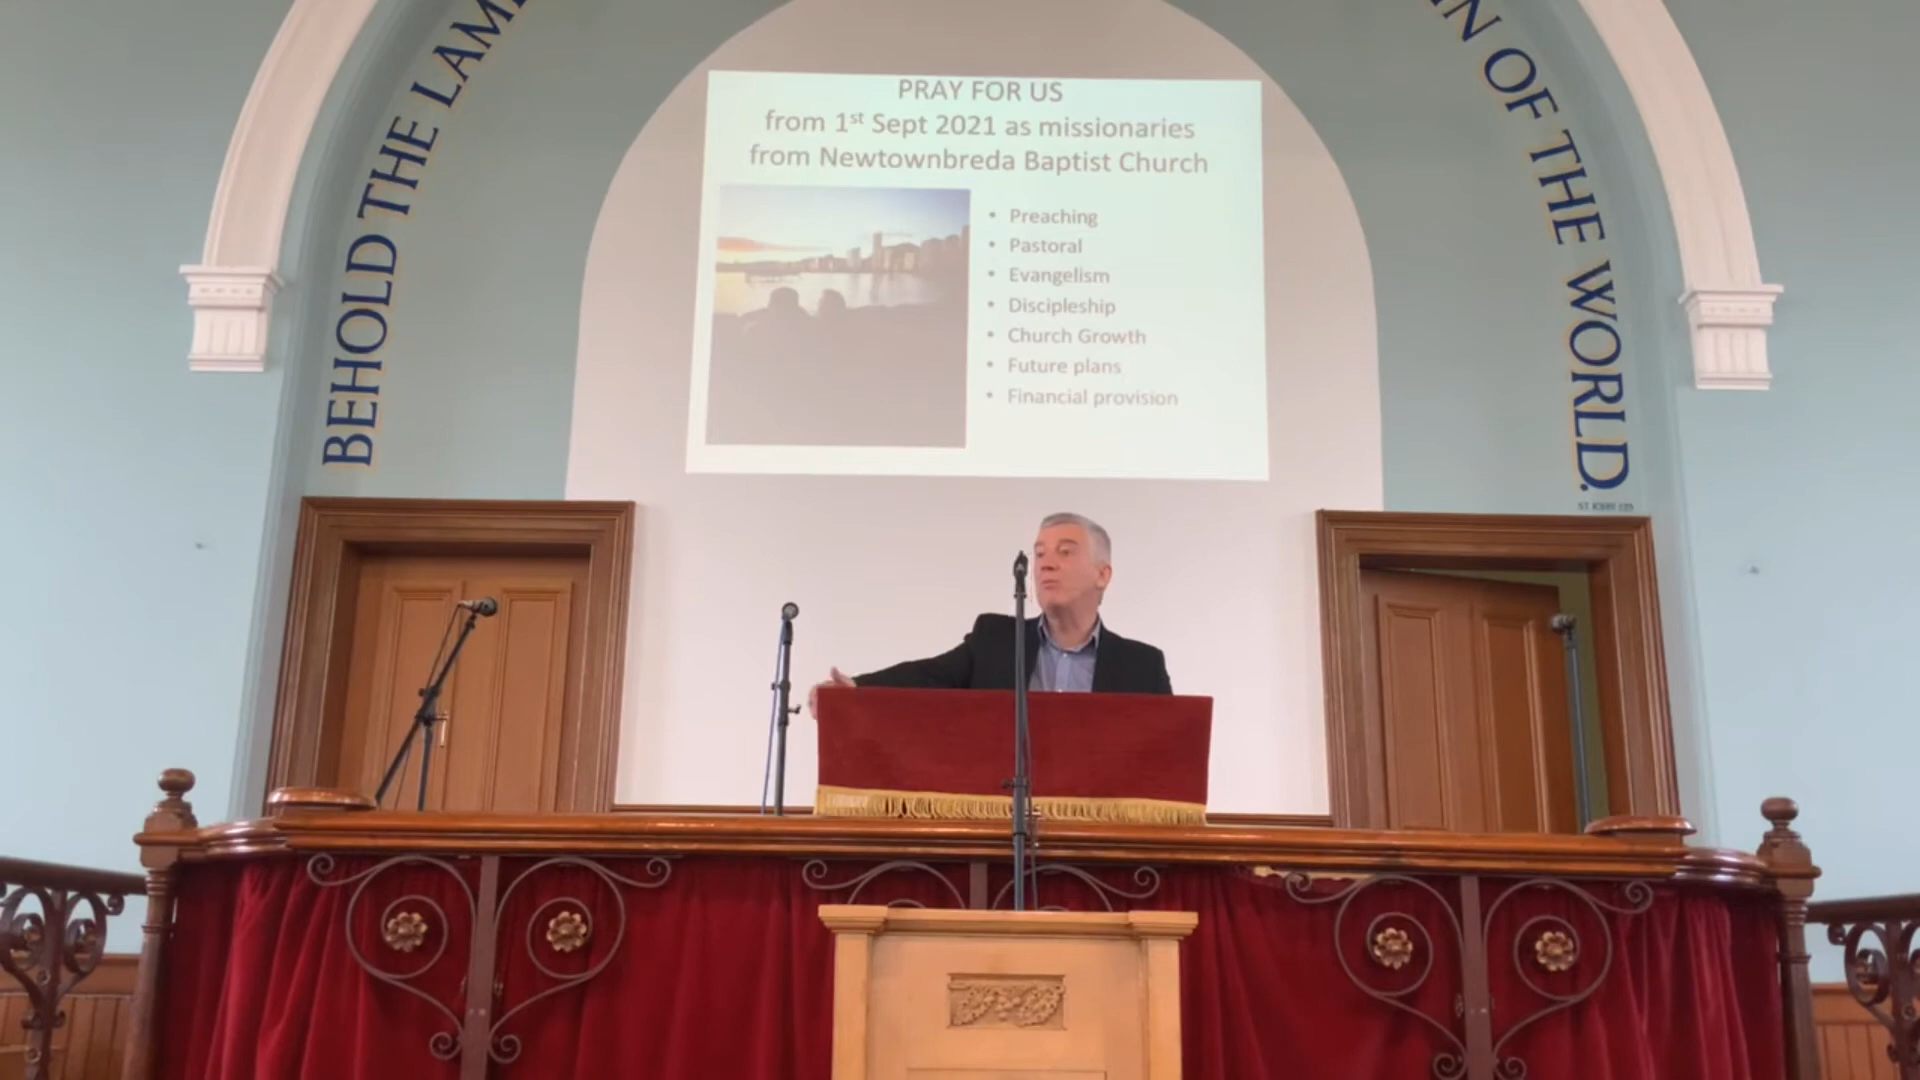 BEHOLD THE LAM
IN OF THE WORLD.
PRAY FOR US
from 1st Sept 2021 as missionaries
from Newtownbreda Baptist Church
• Preaching
• Pastoral
• Evangelism
• Discipleship
• Church Growth
• Future plans
• Financial provision